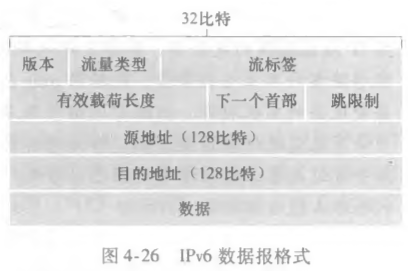 32比特
版本 流量类型 流标签
有效载荷长度 下一个首部 跳限制
源地址（128比特）
目的地址（128比特）
数据
图 4-26 IPv6 数据报格式